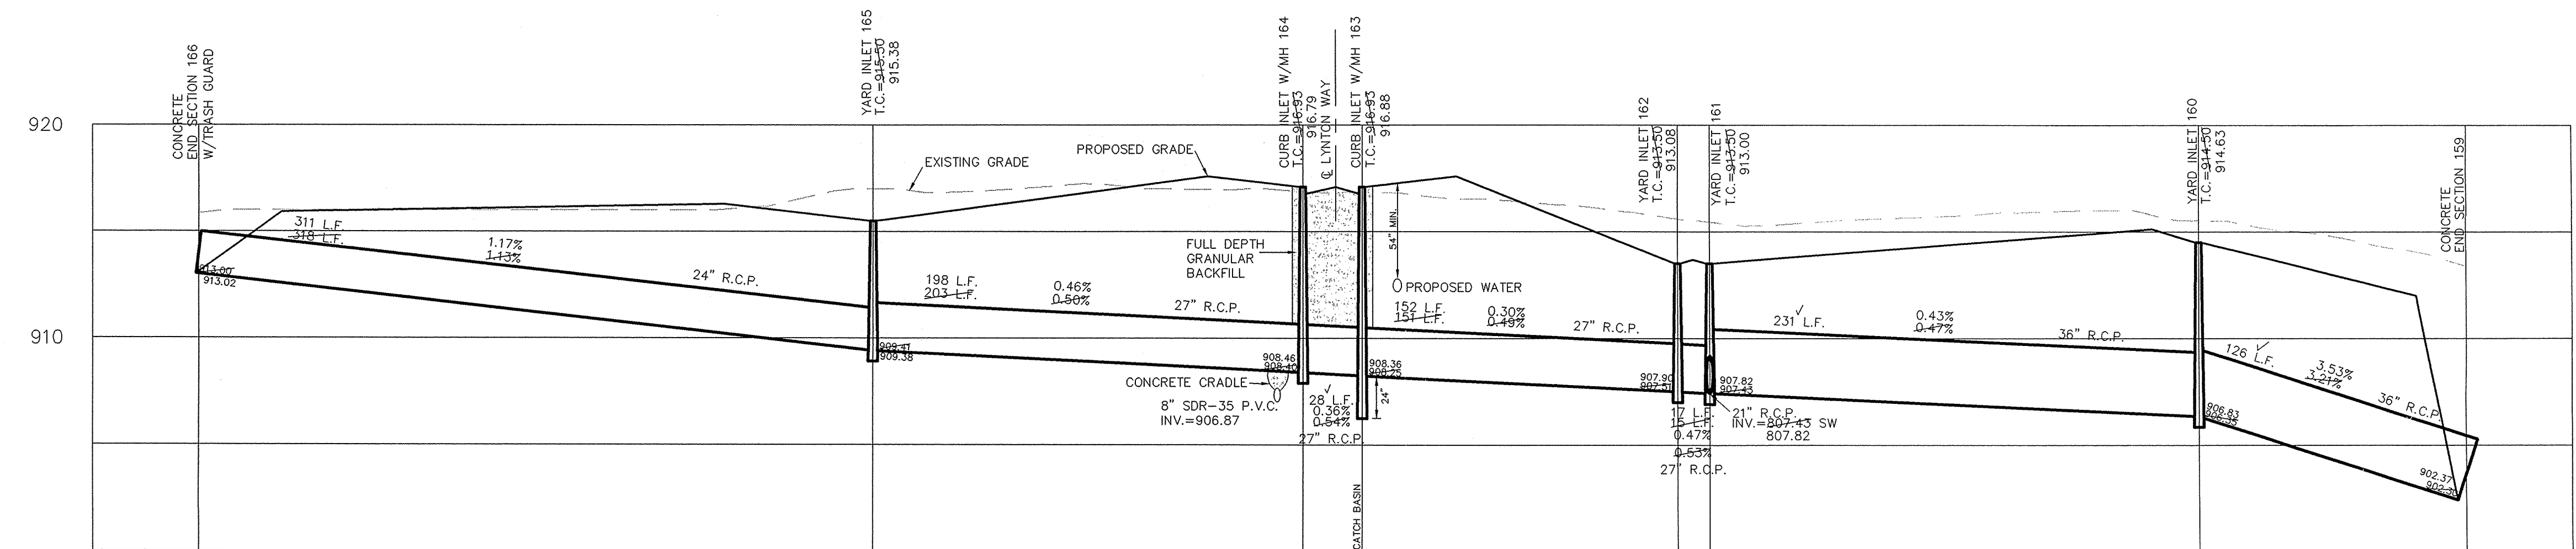 CONCRETE
END SECTION 166
W/TRASH GUARD
YARD INLET 165
T.C.=915.50
915.38
CURB INLET W/MH 164
T.C.=916.93
916.79
℄ LYNTON WAY
CURB INLET W/MH 163
T.C.=916.93
916.88
YARD INLET 162
T.C.=913.50
913.08
YARD INLET 161
T.C.=913.50
913.00
YARD INLET 160
T.C.=914.50
914.63
CONCRETE
END SECTION 159
920
EXISTING GRADE
PROPOSED GRADE
311 L.F.
318 L.F.
1.17%
1.13%
24" R.C.P.
913.00
913.02
198 L.F.
203 L.F.
0.46%
0.50%
27" R.C.P.
FULL DEPTH
GRANULAR
BACKFILL
54" MIN.
PROPOSED WATER
152 L.F.
151 L.F.
0.30%
0.49%
27" R.C.P.
✓
231 L.F.
0.43%
0.47%
36" R.C.P.
✓
126 L.F.
3.53%
3.21%
36" R.C.P.
910
909.41
909.38
908.46
908.40
908.36
908.25
CONCRETE CRADLE
8" SDR-35 P.V.C.
INV.=906.87
✓
28 L.F.
0.36%
0.54%
27" R.C.P.
24"
907.90
907.51
907.82
907.43
17 L.F.
15 L.F.
0.47%
0.53%
27" R.C.P.
21" R.C.P.
INV.=807.43 SW
807.82
906.83
906.35
902.37
902.30
CATCH BASIN